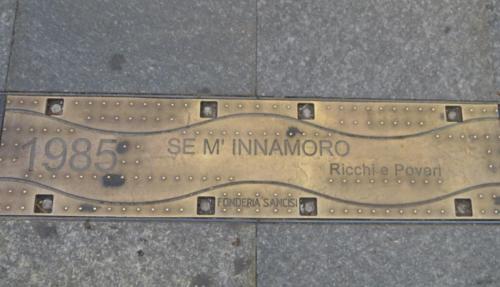 1985
SE M' INNAMORO
Ricchi e Poveri
FONDERIA SANCISI